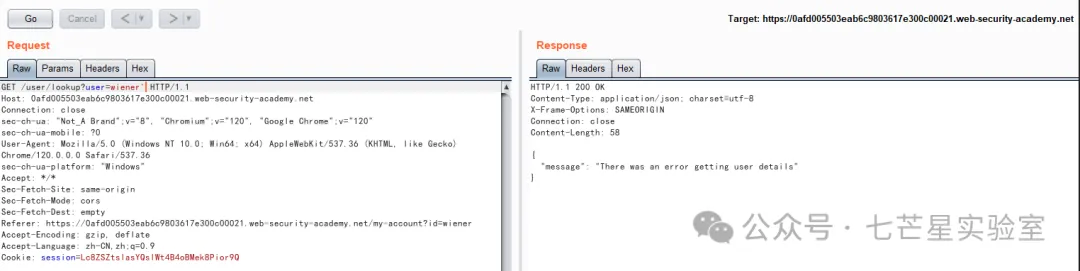 Go Cancel < > Target: https://0afd005503eab6c9803617e300c00021.web-security-academy.net
Request
Raw Params Headers Hex
GET /user/lookup?user=wiener' HTTP/1.1
Host: 0afd005503eab6c9803617e300c00021.web-security-academy.net
Connection: close
sec-ch-ua: "Not_A Brand";v="8", "Chromium";v="120", "Google Chrome";v="120"
sec-ch-ua-mobile: ?0
User-Agent: Mozilla/5.0 (Windows NT 10.0; Win64; x64) AppleWebKit/537.36 (KHTML, like Gecko)
Chrome/120.0.0.0 Safari/537.36
sec-ch-ua-platform: "Windows"
Accept: */*
Sec-Fetch-Site: same-origin
Sec-Fetch-Mode: cors
Sec-Fetch-Dest: empty
Referer: https://0afd005503eab6c9803617e300c00021.web-security-academy.net/my-account?id=wiener
Accept-Encoding: gzip, deflate
Accept-Language: zh-CN,zh;q=0.9
Cookie: session=Lc8ZSZtslasYQslWt4B4oBMek8Pior9Q
Response
Raw Headers Hex
HTTP/1.1 200 OK
Content-Type: application/json; charset=utf-8
X-Frame-Options: SAMEORIGIN
Connection: close
Content-Length: 58
{
"message": "There was an error getting user details"
}
公众号·七芒星实验室